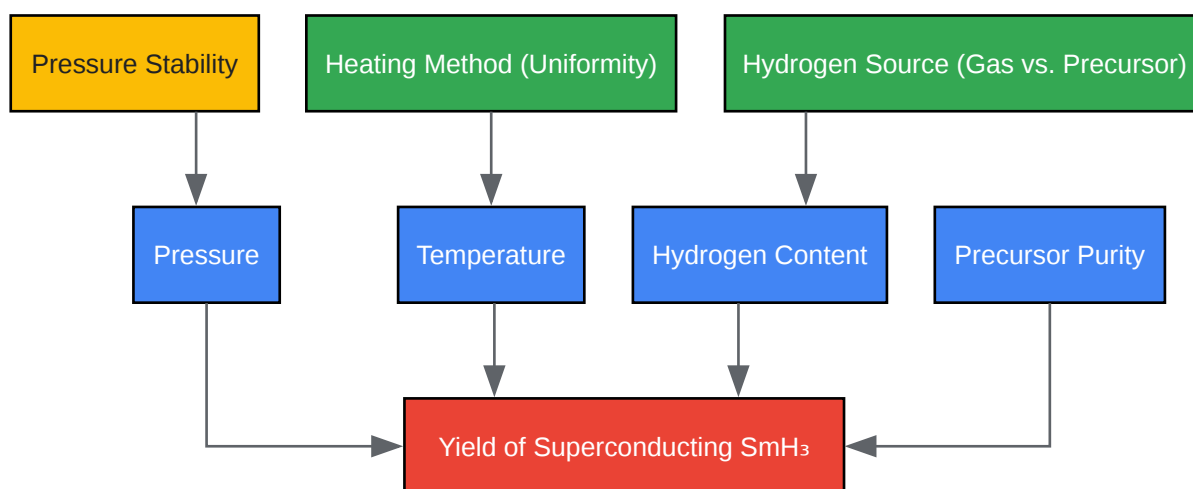 Pressure Stability
Heating Method (Uniformity)
Hydrogen Source (Gas vs. Precursor)
Pressure
Temperature
Hydrogen Content
Precursor Purity
Yield of Superconducting SmH₃